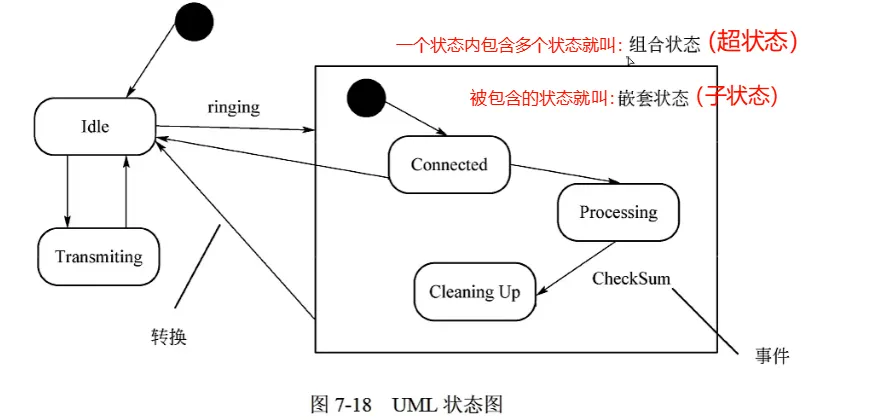 一个状态内包含多个状态就叫: 组合状态（超状态）
ringing
被包含的状态就叫: 嵌套状态（子状态）
Idle
Connected
Processing
Transmiting
Cleaning Up
CheckSum
转换
事件
图 7-18 UML 状态图